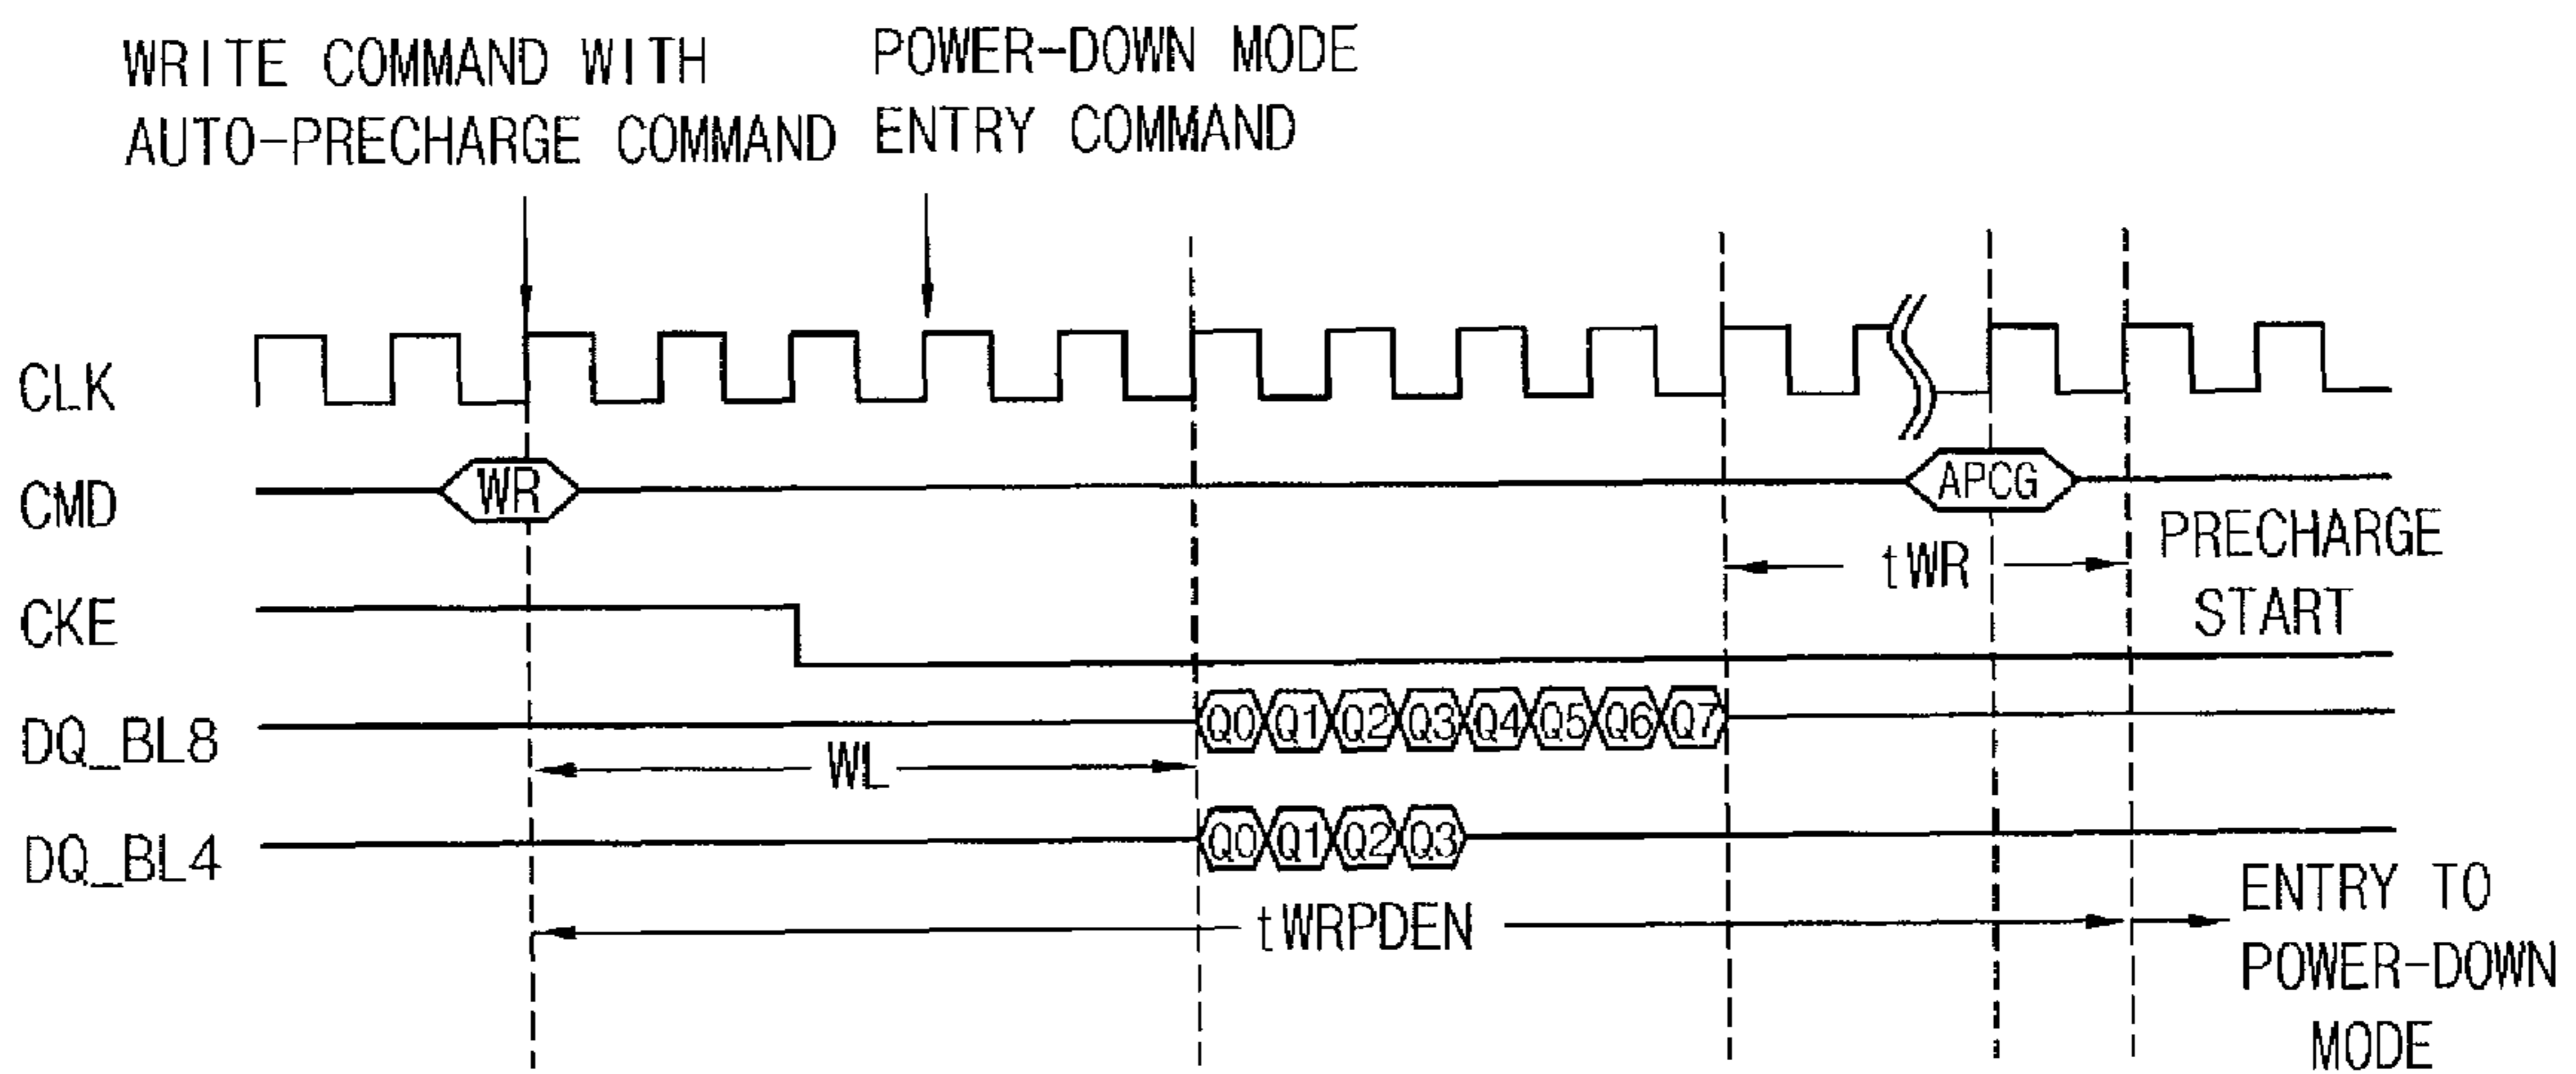 WRITE COMMAND WITH
AUTO-PRECHARGE COMMAND
POWER-DOWN MODE
ENTRY COMMAND
CLK
CMD
WR
APCG
tWR
PRECHARGE
START
CKE
DQ_BL8
Q0 Q1 Q2 Q3 Q4 Q5 Q6 Q7
WL
DQ_BL4
Q0 Q1 Q2 Q3
tWRPDEN
ENTRY TO
POWER-DOWN
MODE